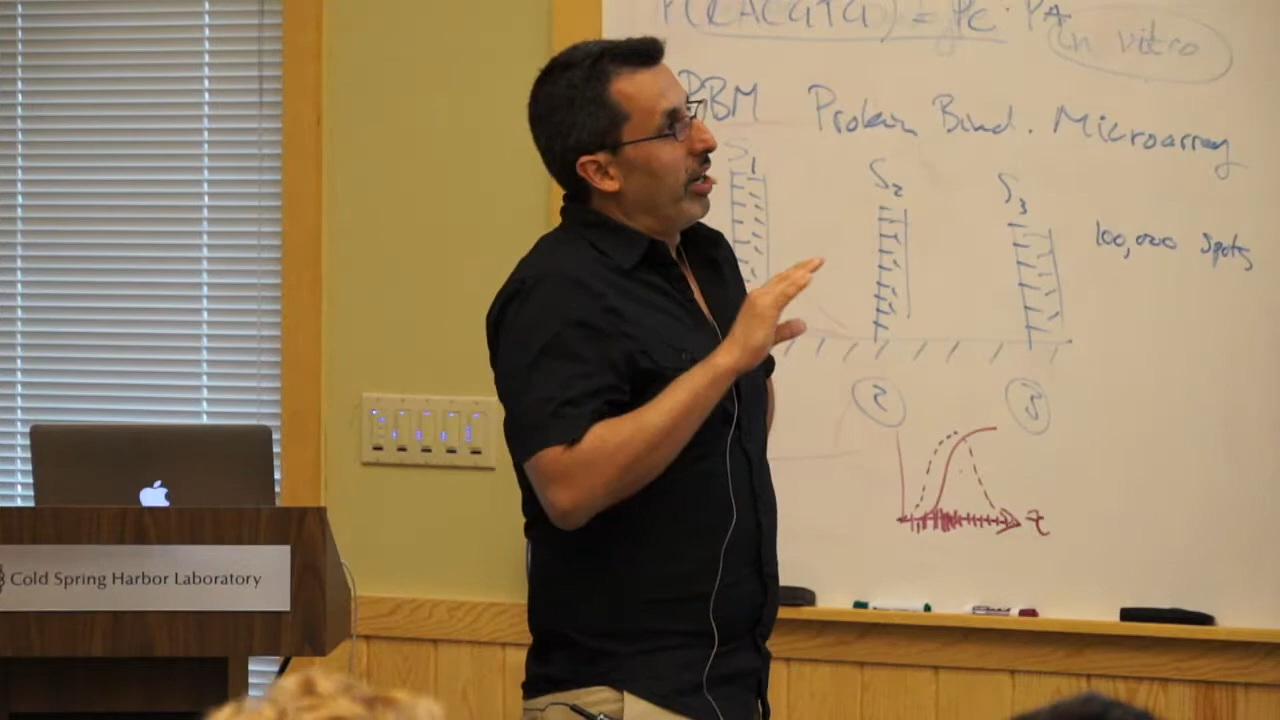 P(CACGTG) = PC · PA
in vitro
PBM Protein Bind. Microarray
S1 S2 S3
100,000 spots
2 3
t
Cold Spring Harbor Laboratory